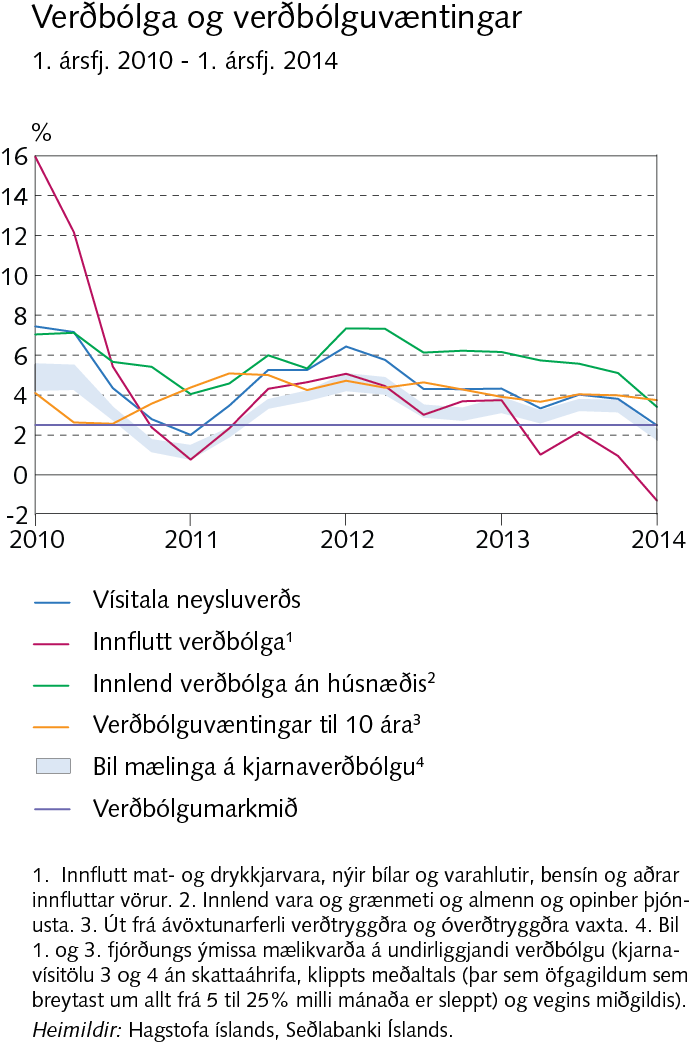 Verðbólga og verðbólguvæntingar
1. ársfj. 2010 - 1. ársfj. 2014
%
16
14
12
10
8
6
4
2
0
-2
2010 2011 2012 2013 2014
Vísitala neysluverðs
Innflutt verðbólga¹
Innlend verðbólga án húsnæðis²
Verðbólguvæntingar til 10 ára³
Bil mælinga á kjarnaverðbólgu⁴
Verðbólgumarkmið
1. Innflutt mat- og drykkjarvara, nýir bílar og varahlutir, bensín og aðrar
innfluttar vörur. 2. Innlend vara og grænmeti og almenn og opinber þjón-
usta. 3. Út frá ávöxtunarferli verðtryggðra og óverðtryggðra vaxta. 4. Bil
1. og 3. fjórðungs ýmissa mælikvarða á undirliggjandi verðbólgu (kjarna-
vísitölu 3 og 4 án skattaáhrifa, klippts meðaltals (þar sem öfgagildum sem
breytast um allt frá 5 til 25% milli mánaða er sleppt) og vegins miðgildis).
Heimildir: Hagstofa íslands, Seðlabanki Íslands.